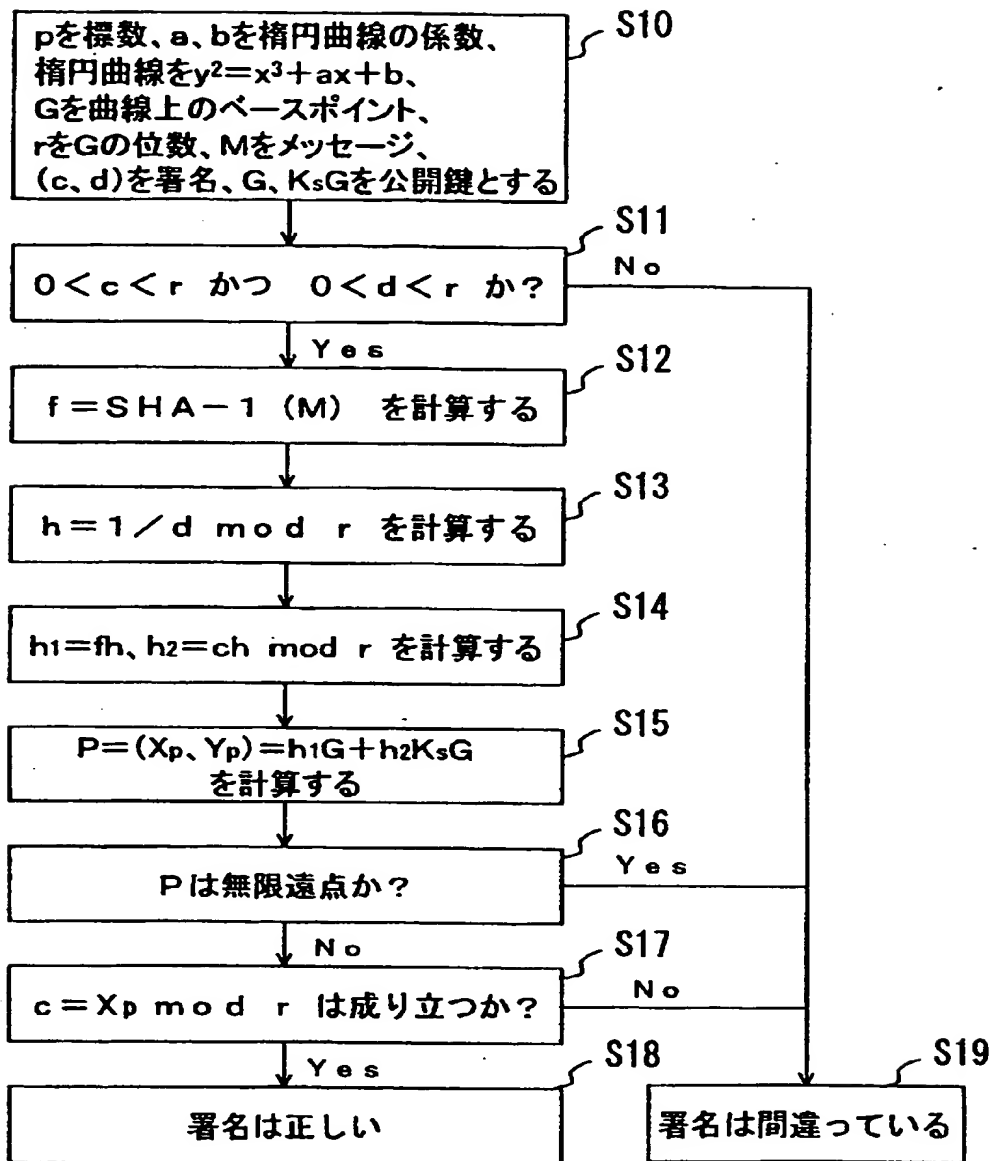 S10
pを標数、a、bを楕円曲線の係数、
楕円曲線をy²=x³+ax+b、
Gを曲線上のベースポイント、
rをGの位数、Mをメッセージ、
(c、d)を署名、G、KsGを公開鍵とする
S11
0<c<r かつ 0<d<r か?
No
Yes
S12
f=SHA-1(M) を計算する
S13
h=1/d mod r を計算する
S14
h1=fh、h2=ch mod r を計算する
S15
P=(Xp、Yp)=h1G+h2KsG
を計算する
S16
Pは無限遠点か?
Yes
No
S17
c=Xp mod r は成り立つか?
No
Yes
S18
署名は正しい
S19
署名は間違っている